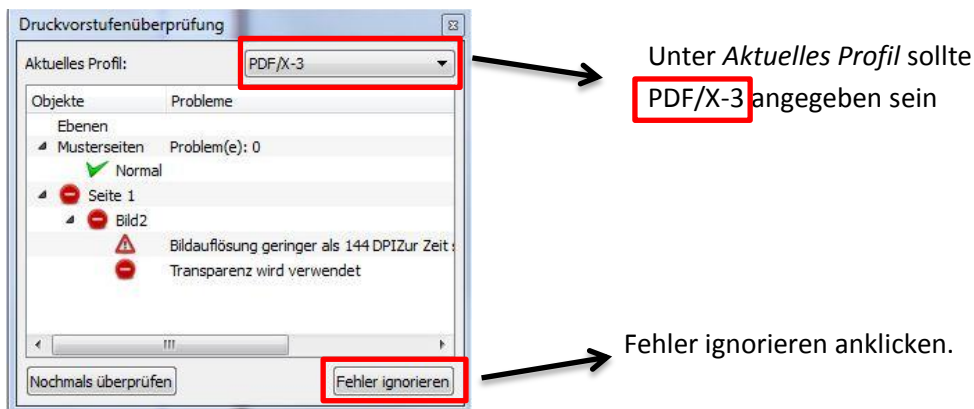 Druckvorstufenüberprüfung
Aktuelles Profil:
PDF/X-3
Objekte Probleme
Ebenen
Musterseiten Problem(e): 0
Normal
Seite 1
Bild2
Bildauflösung geringer als 144 DPIZur Zeit
Transparenz wird verwendet
Nochmals überprüfen
Fehler ignorieren
Unter Aktuelles Profil sollte
PDF/X-3 angegeben sein
Fehler ignorieren anklicken.